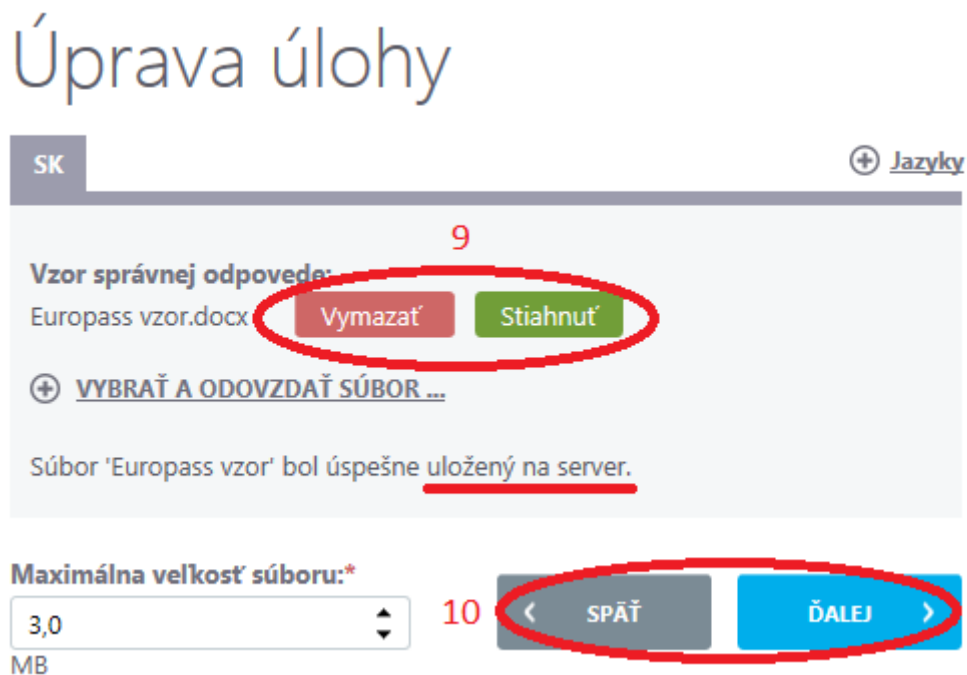 Úprava úlohy
SK
Jazyky
9
Vzor správnej odpovede:
Europass vzor.docx Vymazať Stiahnuť
VYBRAŤ A ODOVZDAŤ SÚBOR ...
Súbor 'Europass vzor' bol úspešne uložený na server.
Maximálna veľkosť súboru:*
3,0
MB
10
SPÄŤ
ĎALEJ